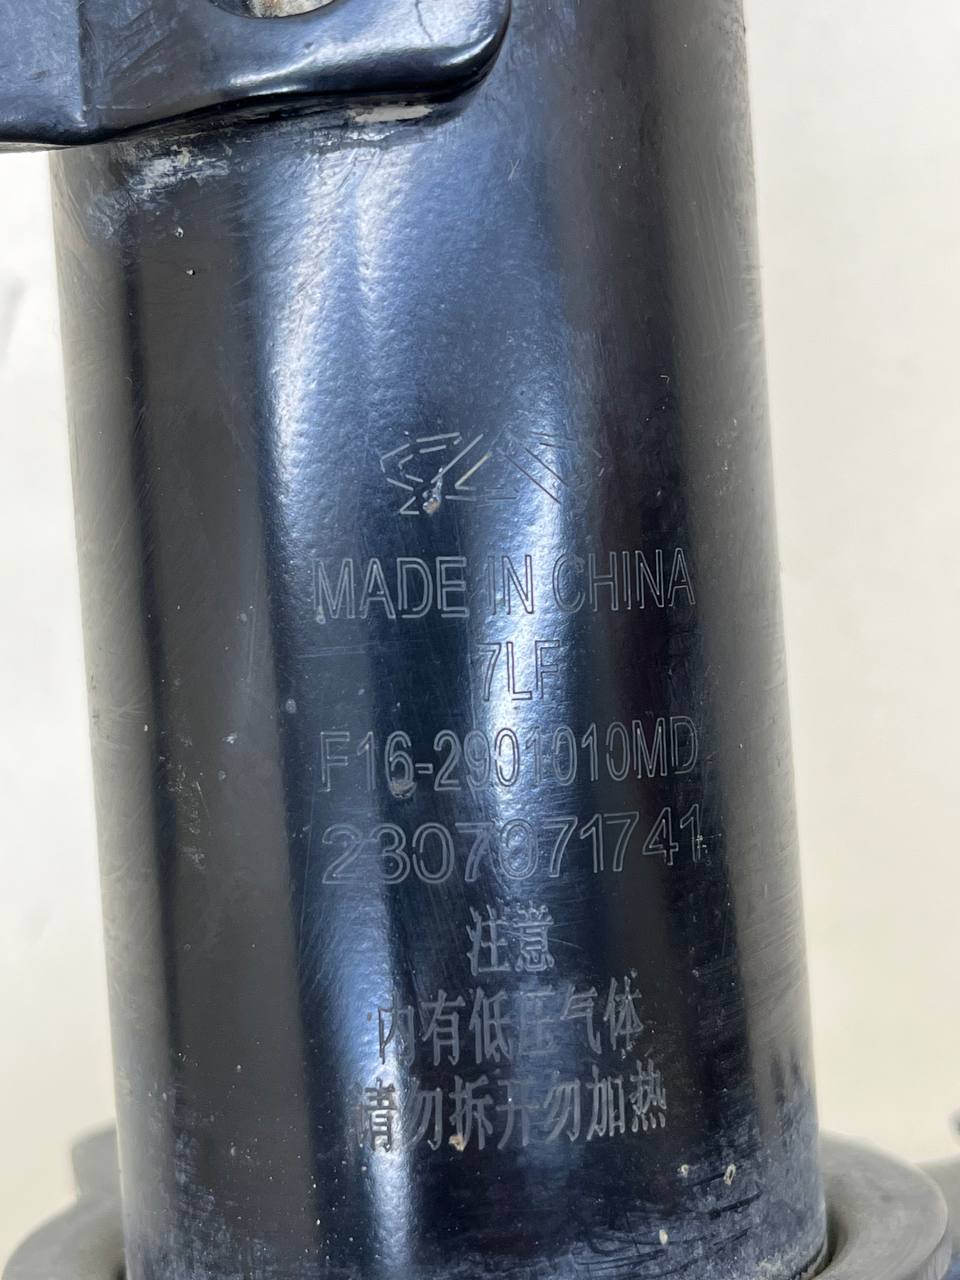 MADE IN CHINA
7LF
F16-2901010MD
2307071741
注意
内有低压气体
请勿拆开勿加热